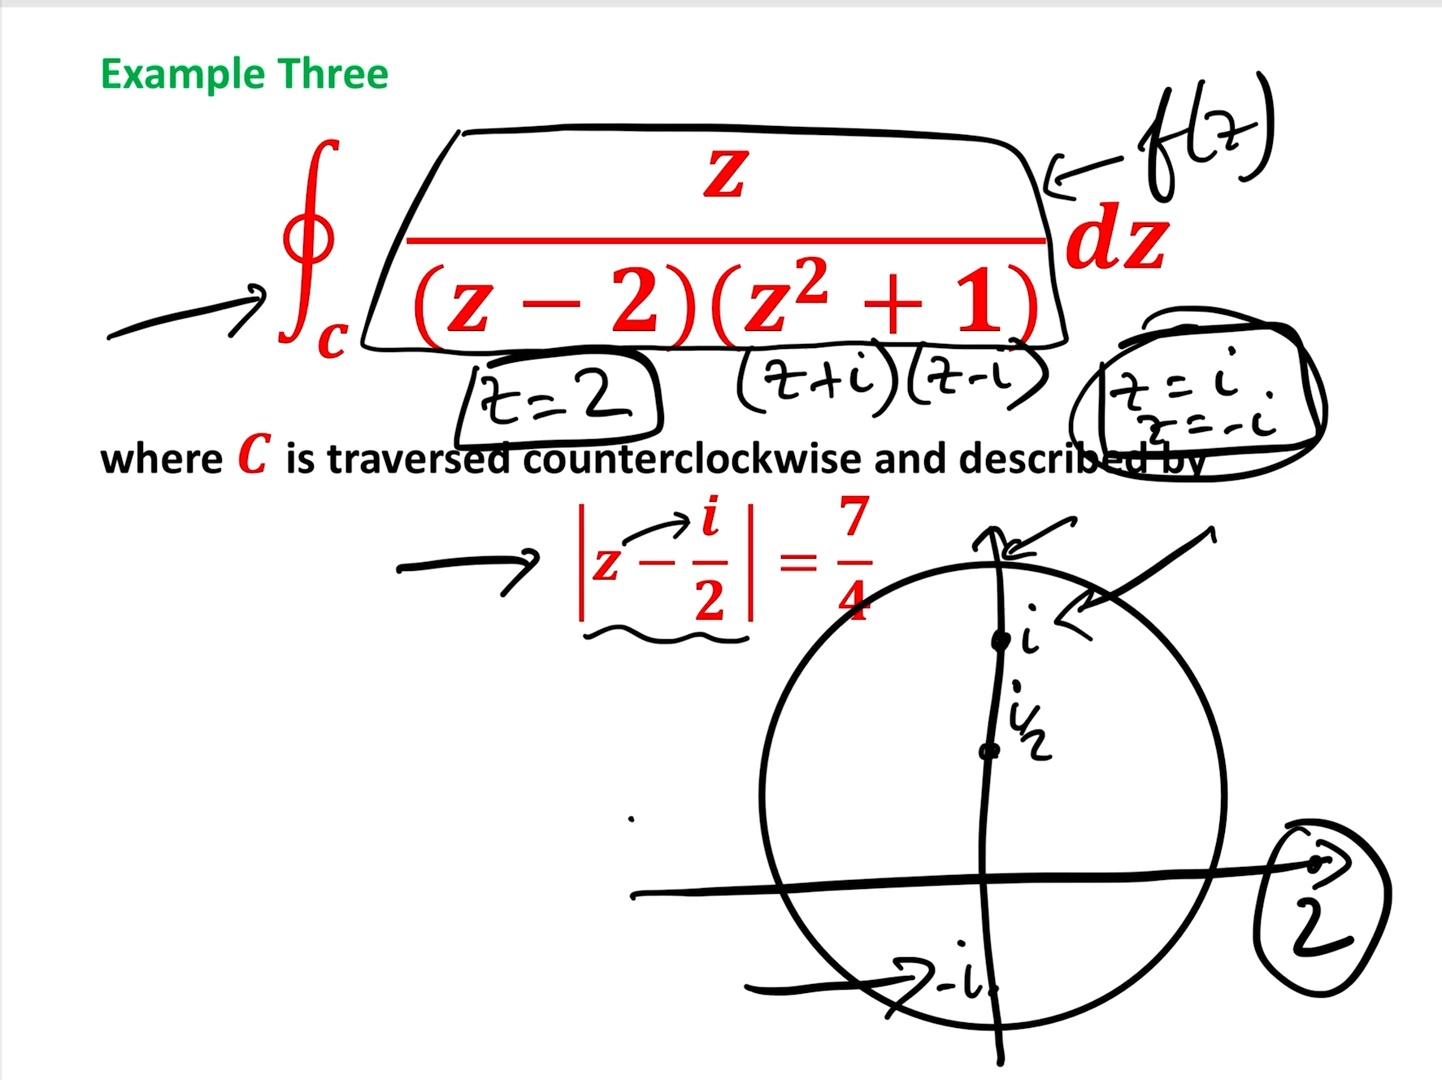 Example Three
f(z)
∮_C z / ((z − 2)(z² + 1)) dz
z=2 (z+i)(z-i) z=i
z=-i
where C is traversed counterclockwise and described by
|z − i/2| = 7/4
i
i/2
2
-i